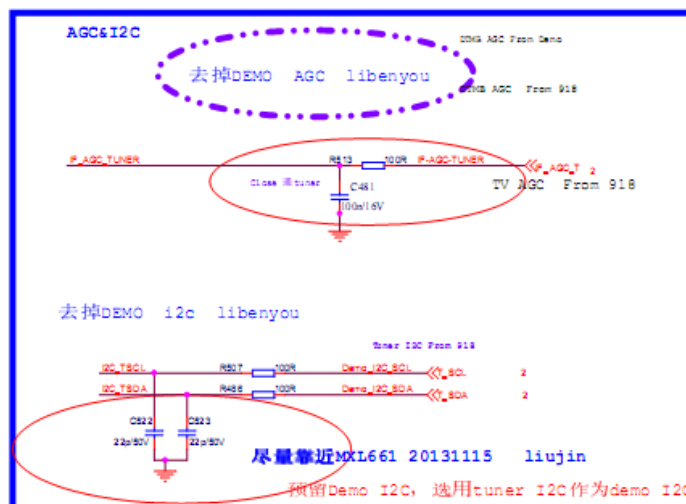 AGC&I2C
DTMB AGC From Demo
去掉DEMO AGC libenyou
DTMB AGC From 918
IF_AGC_TUNER
R513
100R
IF-AGC-TUNER
IF_AGC_T 2
Close tuner
C481
100n/16V
TV AGC From 918
去掉DEMO i2c libenyou
Tuner I2C From 918
I2C_TSCL
R507
100R
Demo_I2C_SCL
T_SCL 2
I2C_TSDA
R486
100R
Demo_I2C_SDA
T_SDA 2
C522
C523
22p/50V
22p/50V
尽量靠近MXL661 20131115 liujin
预留Demo I2C, 选用tuner I2C作为demo I2C